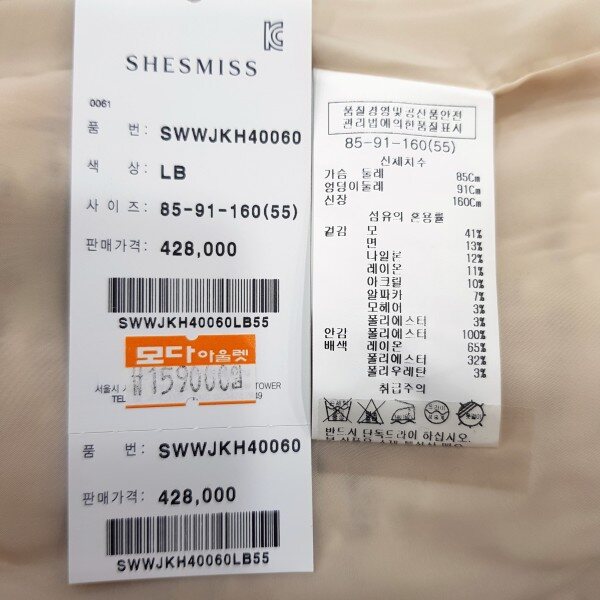 SHESMISS
0061
품 번: SWWJKH40060
색 상: LB
사이즈: 85-91-160(55)
판매가격: 428,000
SWWJKH40060LB55
모다아울렛
₩159000
서울시
TOWER
TEL
49
품 번: SWWJKH40060
판매가격: 428,000
SWWJKH40060LB55
품질경영및공산품안전
관리법에의한품질표시
85-91-160(55)
신체치수
가슴 둘레 85Cm
엉덩이둘레 91Cm
신장 160Cm
섬유의 혼용률
겉감 모 41%
면 13%
나일론 12%
레이온 11%
아크릴 10%
알파카 7%
모헤어 3%
폴리에스터 3%
안감 폴리에스터 100%
배색 레이온 65%
폴리에스터 32%
폴리우레탄 3%
취급주의
반드시 단독드라이 하십시오.